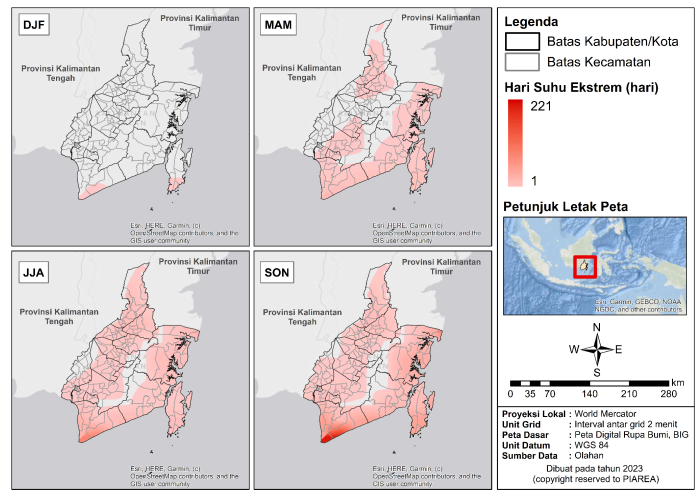 DJF
Provinsi Kalimantan
Timur
Provinsi Kalimantan
Tengah
Esri, HERE, Garmin, (c)
OpenStreetMap contributors, and the
GIS user community
MAM
Provinsi Kalimantan
Timur
Provinsi Kalimantan
Tengah
Esri, HERE, Garmin, (c)
OpenStreetMap contributors, and the
GIS user community
JJA
Provinsi Kalimantan
Timur
Provinsi Kalimantan
Tengah
Esri, HERE, Garmin, (c)
OpenStreetMap contributors, and the
GIS user community
SON
Provinsi Kalimantan
Timur
Provinsi Kalimantan
Tengah
Esri, HERE, Garmin, (c)
OpenStreetMap contributors, and the
GIS user community
Legenda
Batas Kabupaten/Kota
Batas Kecamatan
Hari Suhu Ekstrem (hari)
221
1
Petunjuk Letak Peta
Esri, Garmin, GEBCO, NOAA
NGDC, and other contributors
N
W E
S
0 35 70 140 210 280
Proyeksi Lokal : World Mercator
Unit Grid : Interval antar grid 2 menit
Peta Dasar : Peta Digital Rupa Bumi, BIG
Unit Datum : WGS 84
Sumber Data : Olahan
Dibuat pada tahun 2023
(copyright reserved to PIAREA)